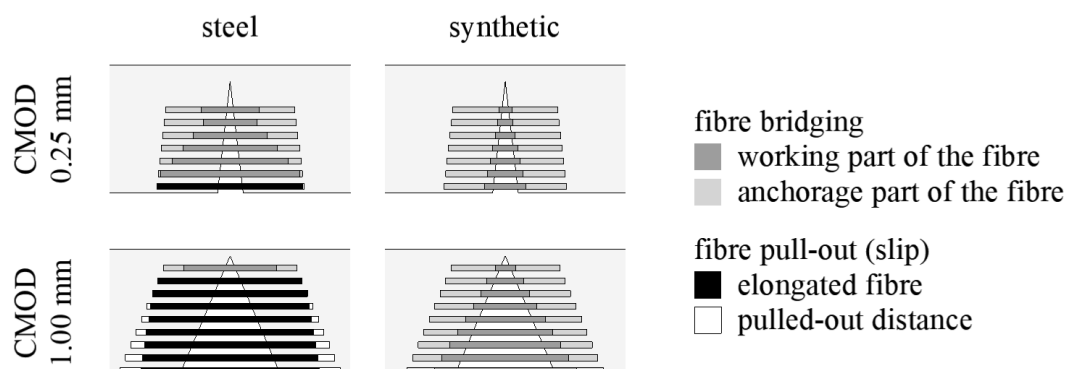 steel
synthetic
CMOD
0.25 mm
CMOD
1.00 mm
fibre bridging
working part of the fibre
anchorage part of the fibre
fibre pull-out (slip)
elongated fibre
pulled-out distance